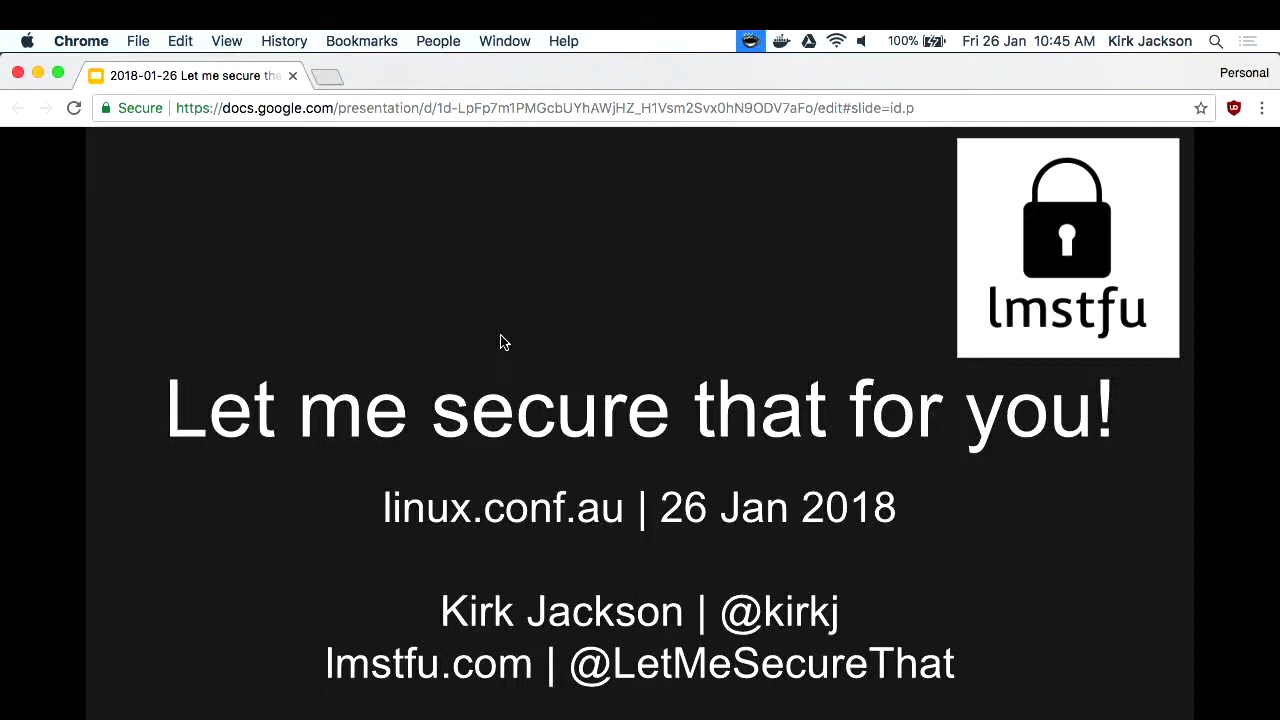 Chrome File Edit View History Bookmarks People Window Help 100% Fri 26 Jan 10:45 AM Kirk Jackson
2018-01-26 Let me secure tha
Personal
Secure https://docs.google.com/presentation/d/1d-LpFp7m1PMGcbUYhAWjHZ_H1Vsm2Svx0hN9ODV7aFo/edit#slide=id.p
lmstfu
Let me secure that for you!
linux.conf.au | 26 Jan 2018
Kirk Jackson | @kirkj
lmstfu.com | @LetMeSecureThat